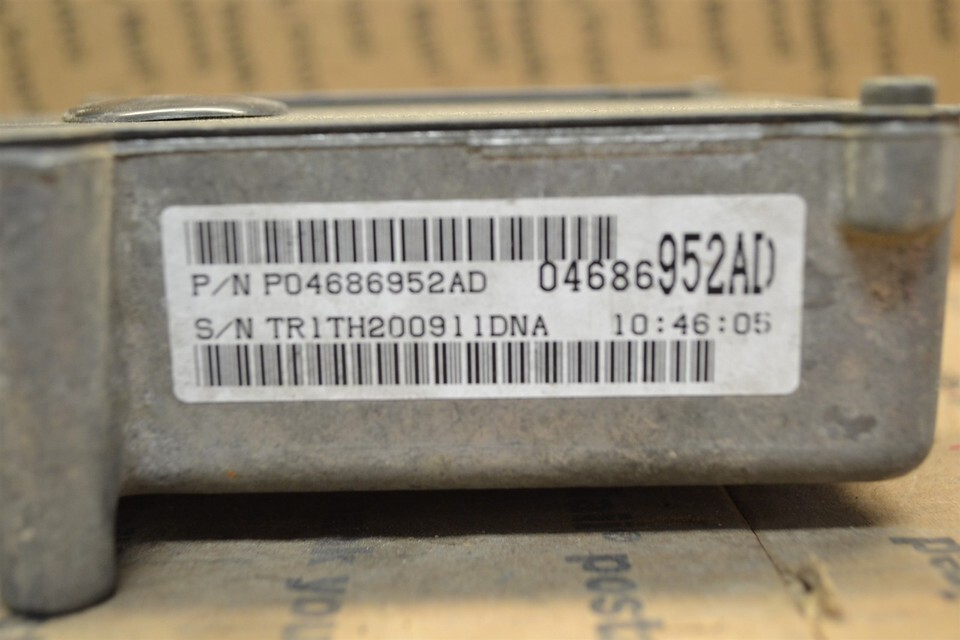 P/N P04686952AD 04686952AD
S/N TR1TH200911DNA 10:46:05